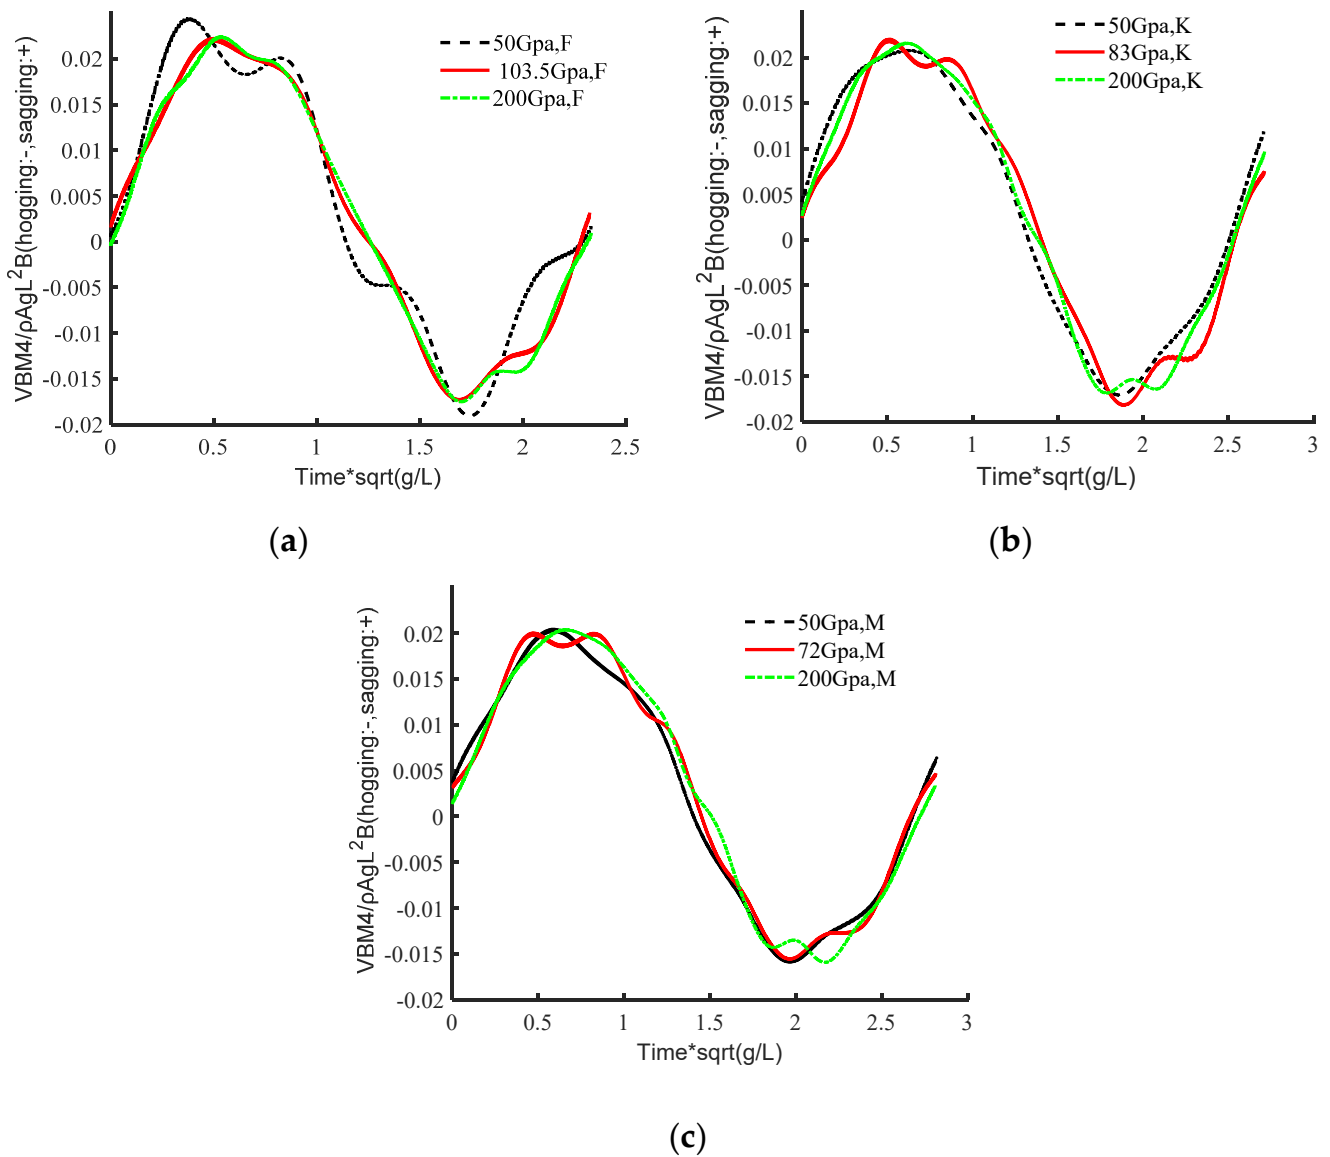 VBM4/ρAgL²B(hogging:-,sagging:+)
0.02
0.015
0.01
0.005
0
-0.005
-0.01
-0.015
-0.02
0
0.5
1
1.5
2
2.5
Time*sqrt(g/L)
50Gpa,F
103.5Gpa,F
200Gpa,F
(a)
VBM4/ρAgL²B(hogging:-,sagging:+)
0.02
0.015
0.01
0.005
0
-0.005
-0.01
-0.015
-0.02
0
0.5
1
1.5
2
2.5
3
Time*sqrt(g/L)
50Gpa,K
83Gpa,K
200Gpa,K
(b)
VBM4/ρAgL²B(hogging:-,sagging:+)
0.02
0.015
0.01
0.005
0
-0.005
-0.01
-0.015
-0.02
0
0.5
1
1.5
2
2.5
3
Time*sqrt(g/L)
50Gpa,M
72Gpa,M
200Gpa,M
(c)